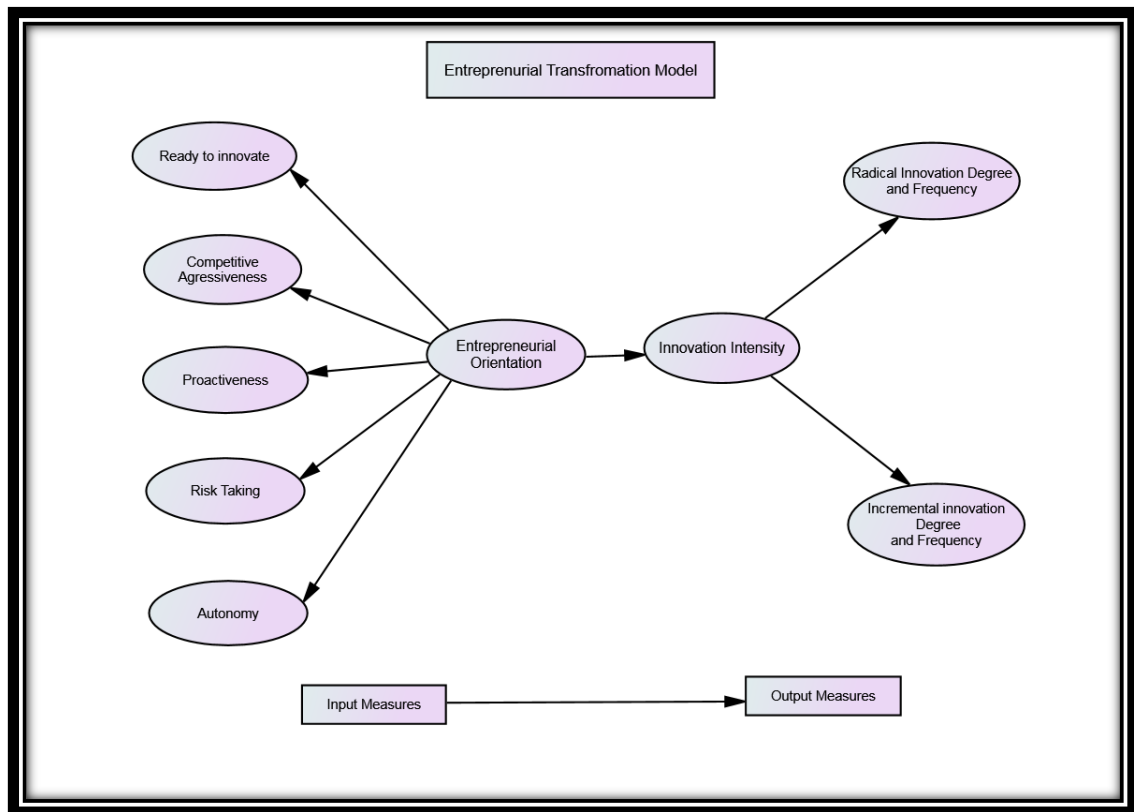 Entreprenurial Transfromation Model
Ready to innovate
Competitive
Agressiveness
Proactiveness
Risk Taking
Autonomy
Entrepreneurial
Orientation
Innovation Intensity
Radical Innovation Degree
and Frequency
Incremental innovation
Degree
and Frequency
Input Measures
Output Measures